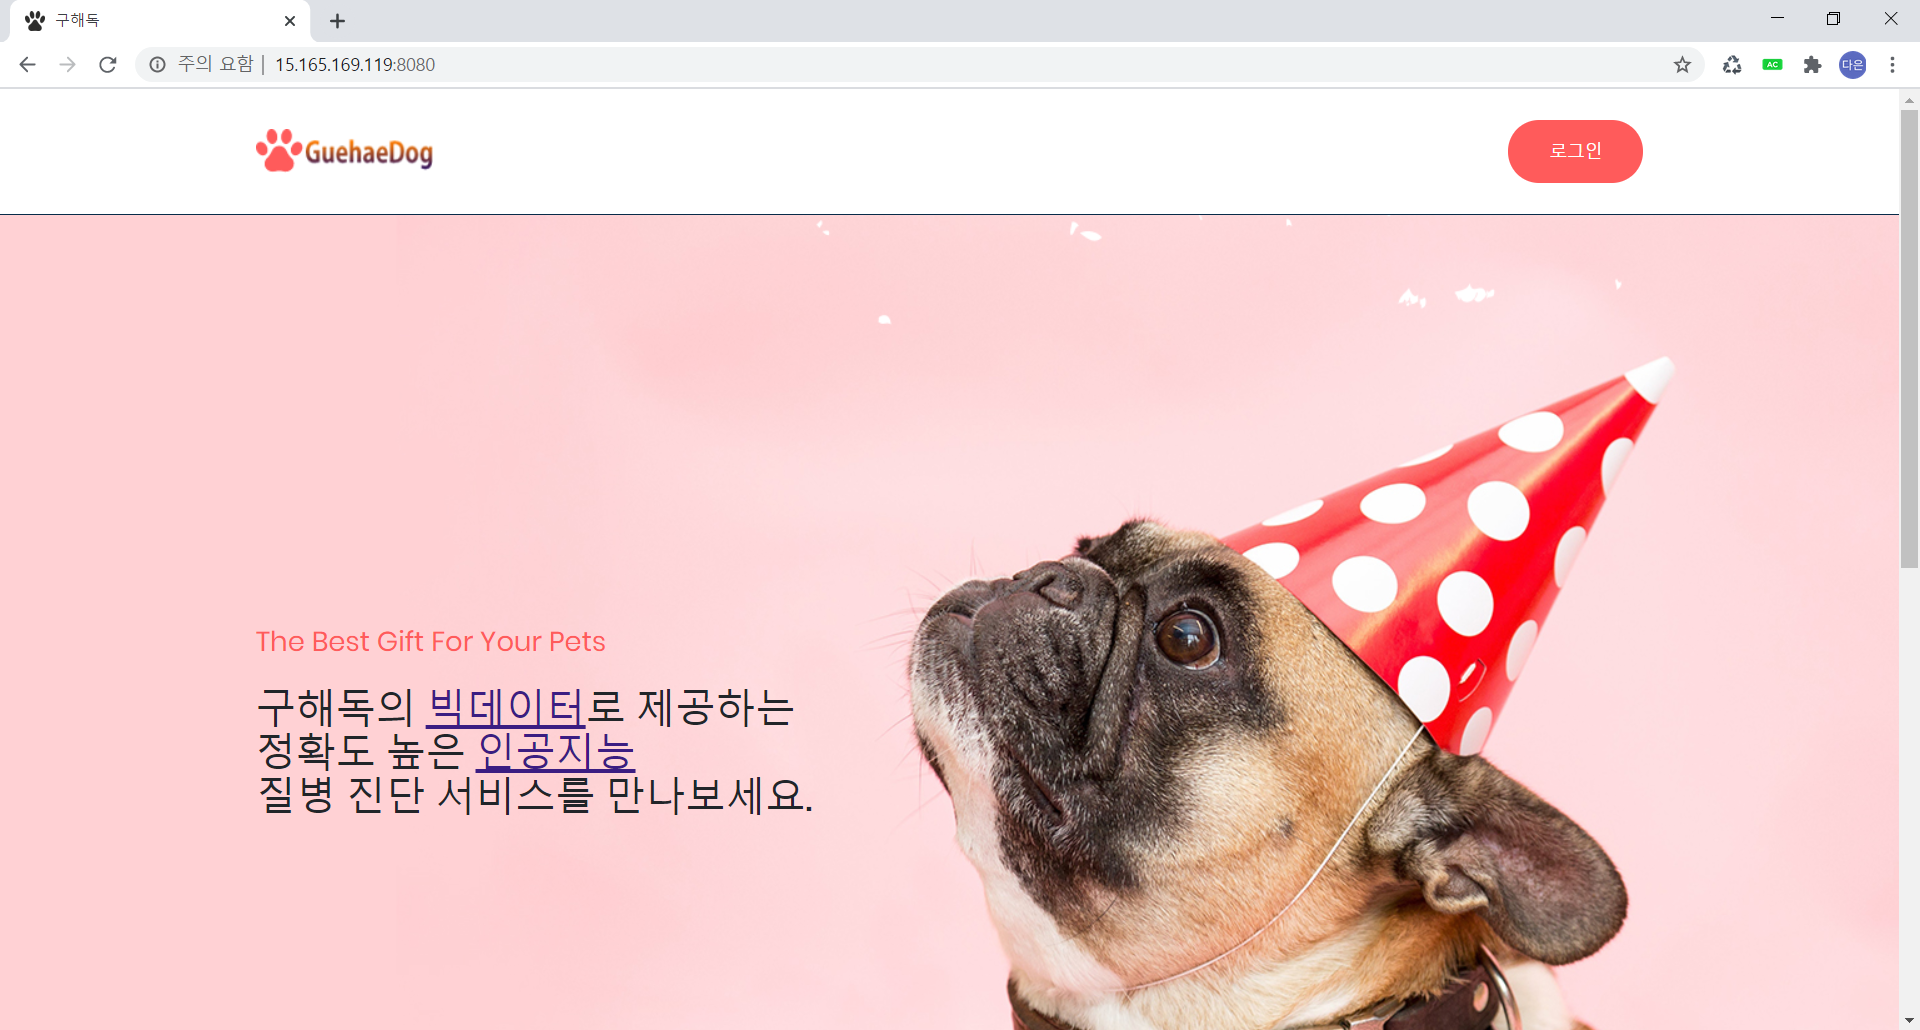 구해독
주의 요함 | 15.165.169.119:8080
AC
다은
GuehaeDog
로그인
The Best Gift For Your Pets
구해독의 빅데이터로 제공하는
정확도 높은 인공지능
질병 진단 서비스를 만나보세요.